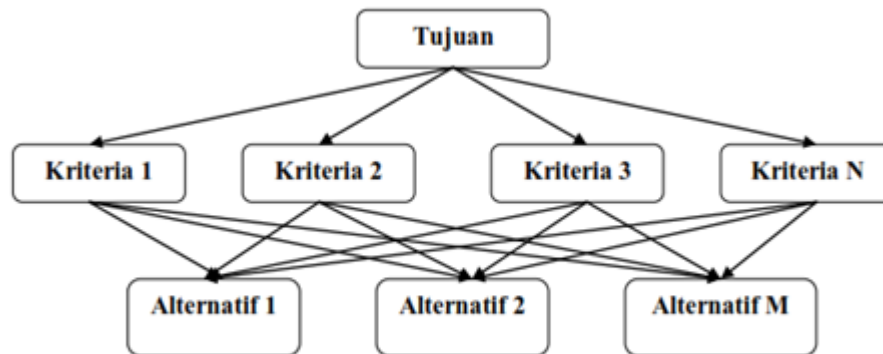 Tujuan
Kriteria 1
Kriteria 2
Kriteria 3
Kriteria N
Alternatif 1
Alternatif 2
Alternatif M